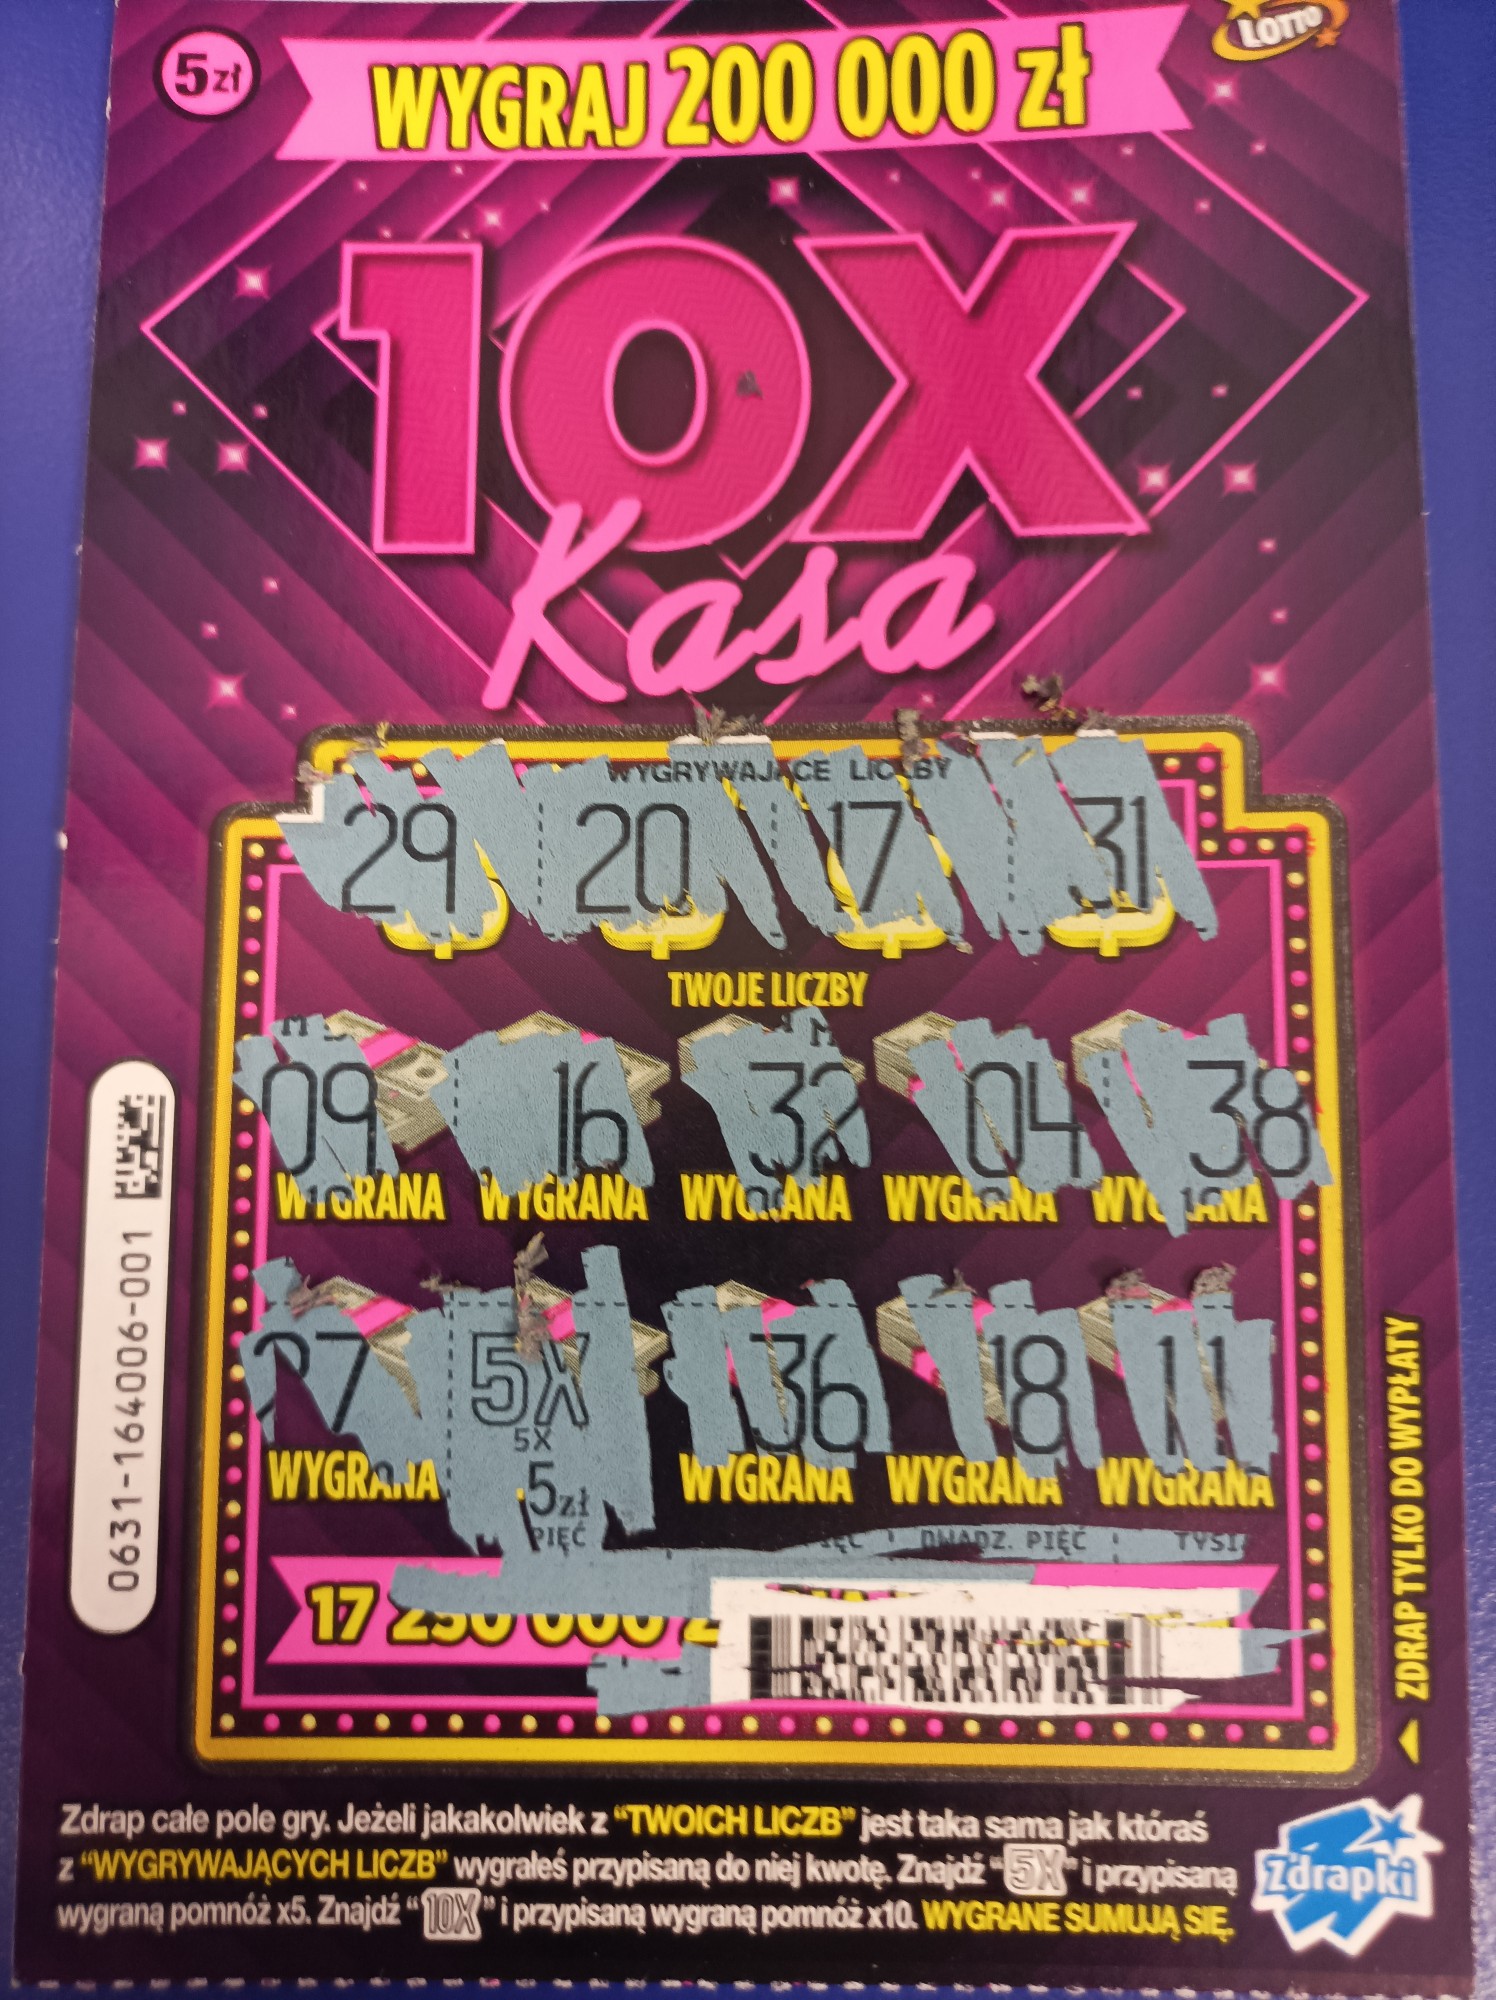 5zł
WYGRAJ 200 000 zł
LOTTO
10X
Kasa
WYGRYWAJĄCE LICZBY
29 20 17 31
TWOJE LICZBY
09 16 32 04 38
WYGRANA WYGRANA WYGRANA WYGRANA WYGRANA
27 5X 36 18 11
5X
WYGRANA 5zł WYGRANA WYGRANA WYGRANA
PIĘĆ DWADZ. PIĘĆ
17 250 000
0631-164006-001
ZDRAP TYLKO DO WYPŁATY
Zdrap całe pole gry. Jeżeli jakakolwiek z “TWOICH LICZB” jest taka sama jak któraś
z “WYGRYWAJĄCYCH LICZB” wygrałeś przypisaną do niej kwotę. Znajdź “5X” i przypisaną
wygraną pomnóż x5. Znajdź “10X” i przypisaną wygraną pomnóż x10. WYGRANE SUMUJĄ SIĘ.
Zdrapki